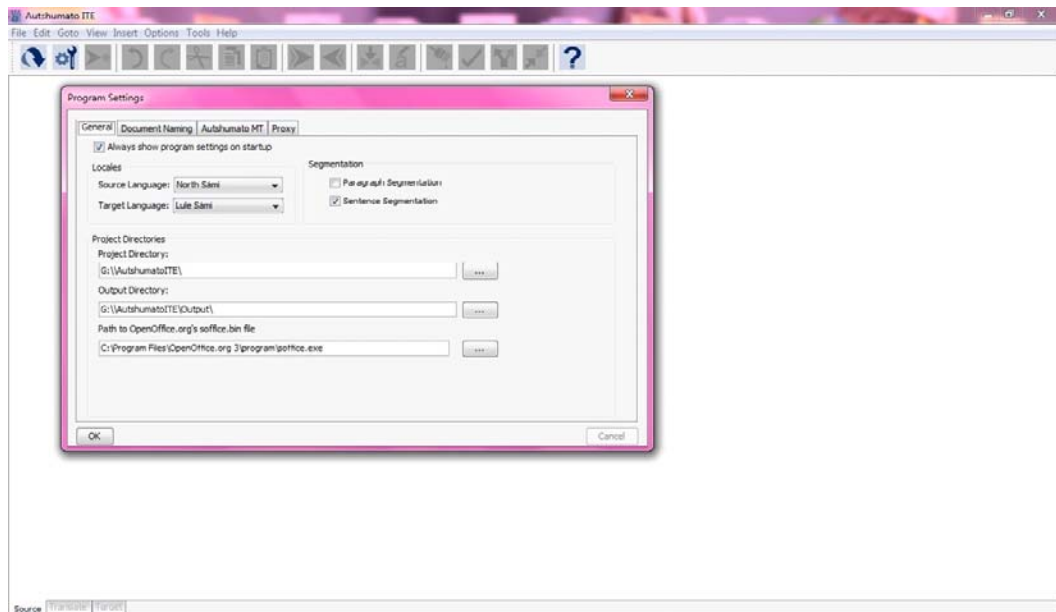 Autshumato ITE
File Edit Goto View Insert Options Tools Help
?
Program Settings
General Document Naming Autshumato MT Proxy
Always show program settings on startup
Locales
Source Language: North Sámi
Target Language: Lule Sámi
Segmentation
Paragraph Segmentation
Sentence Segmentation
Project Directories
Project Directory:
G:\\AutshumatoITE\
...
Output Directory:
G:\\AutshumatoITE\Output\
...
Path to OpenOffice.org's soffice.bin file
C:\Program Files\OpenOffice.org 3\program\soffice.exe
...
OK Cancel
Source Translate Target